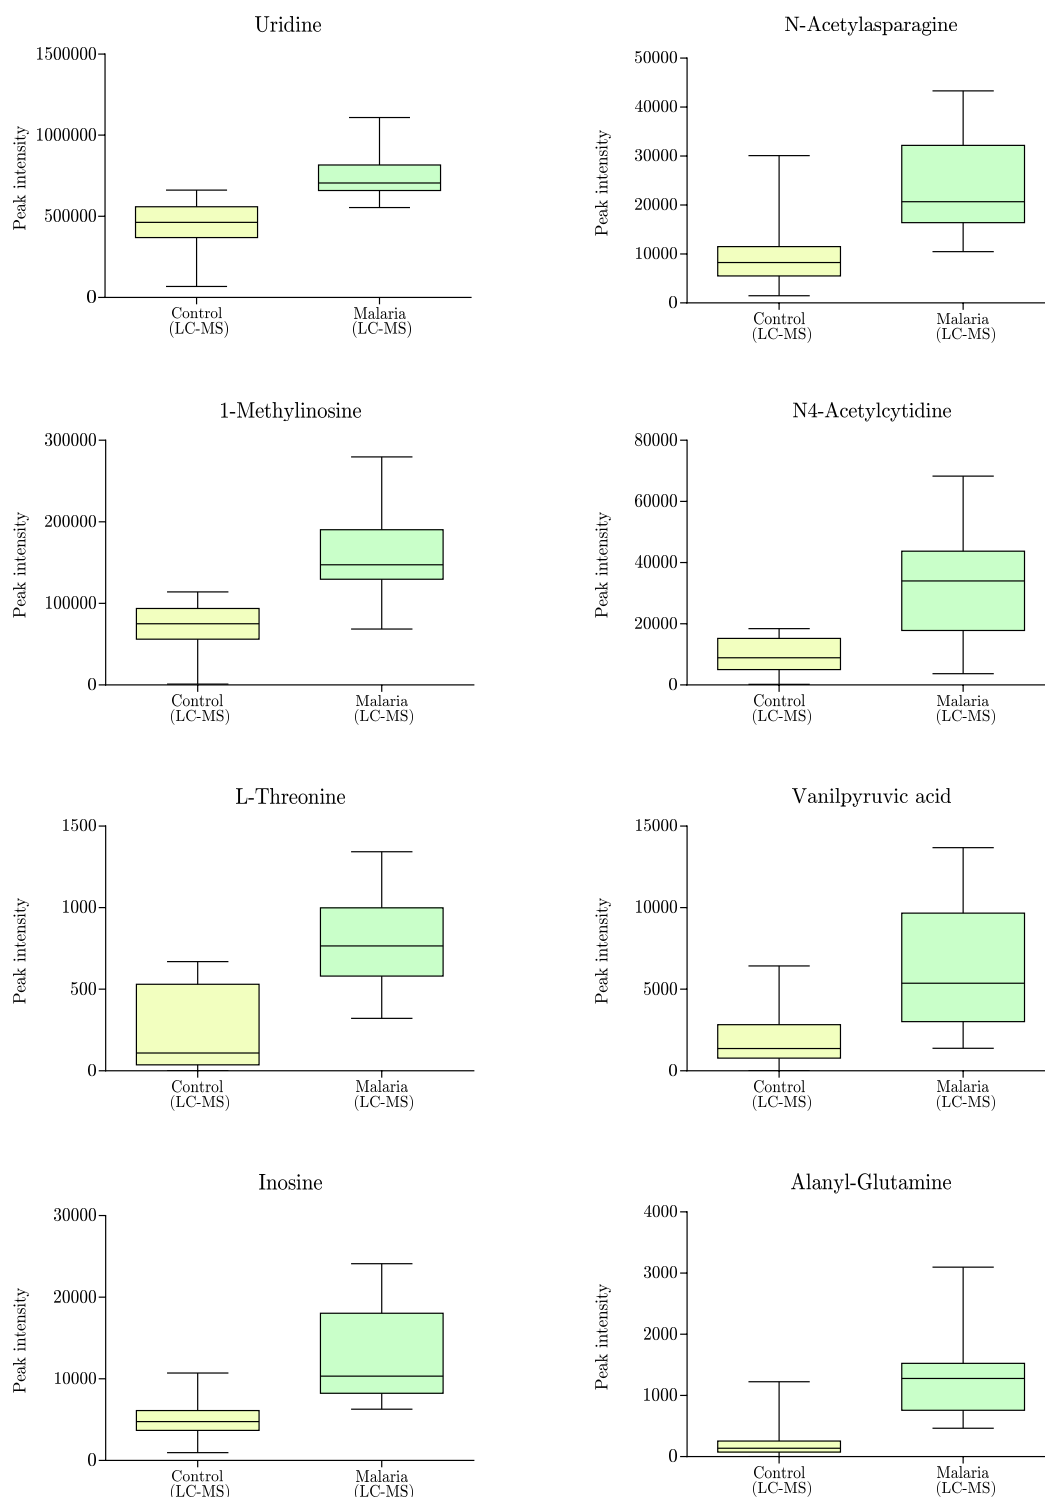 Uridine
1500000
1000000
500000
0
Peak intensity
Control
(LC-MS)
Malaria
(LC-MS)
N-Acetylasparagine
50000
40000
30000
20000
10000
0
Peak intensity
Control
(LC-MS)
Malaria
(LC-MS)
1-Methylinosine
300000
200000
100000
0
Peak intensity
Control
(LC-MS)
Malaria
(LC-MS)
N4-Acetylcytidine
80000
60000
40000
20000
0
Peak intensity
Control
(LC-MS)
Malaria
(LC-MS)
L-Threonine
1500
1000
500
0
Peak intensity
Control
(LC-MS)
Malaria
(LC-MS)
Vanilpyruvic acid
15000
10000
5000
0
Peak intensity
Control
(LC-MS)
Malaria
(LC-MS)
Inosine
30000
20000
10000
0
Peak intensity
Control
(LC-MS)
Malaria
(LC-MS)
Alanyl-Glutamine
4000
3000
2000
1000
0
Peak intensity
Control
(LC-MS)
Malaria
(LC-MS)